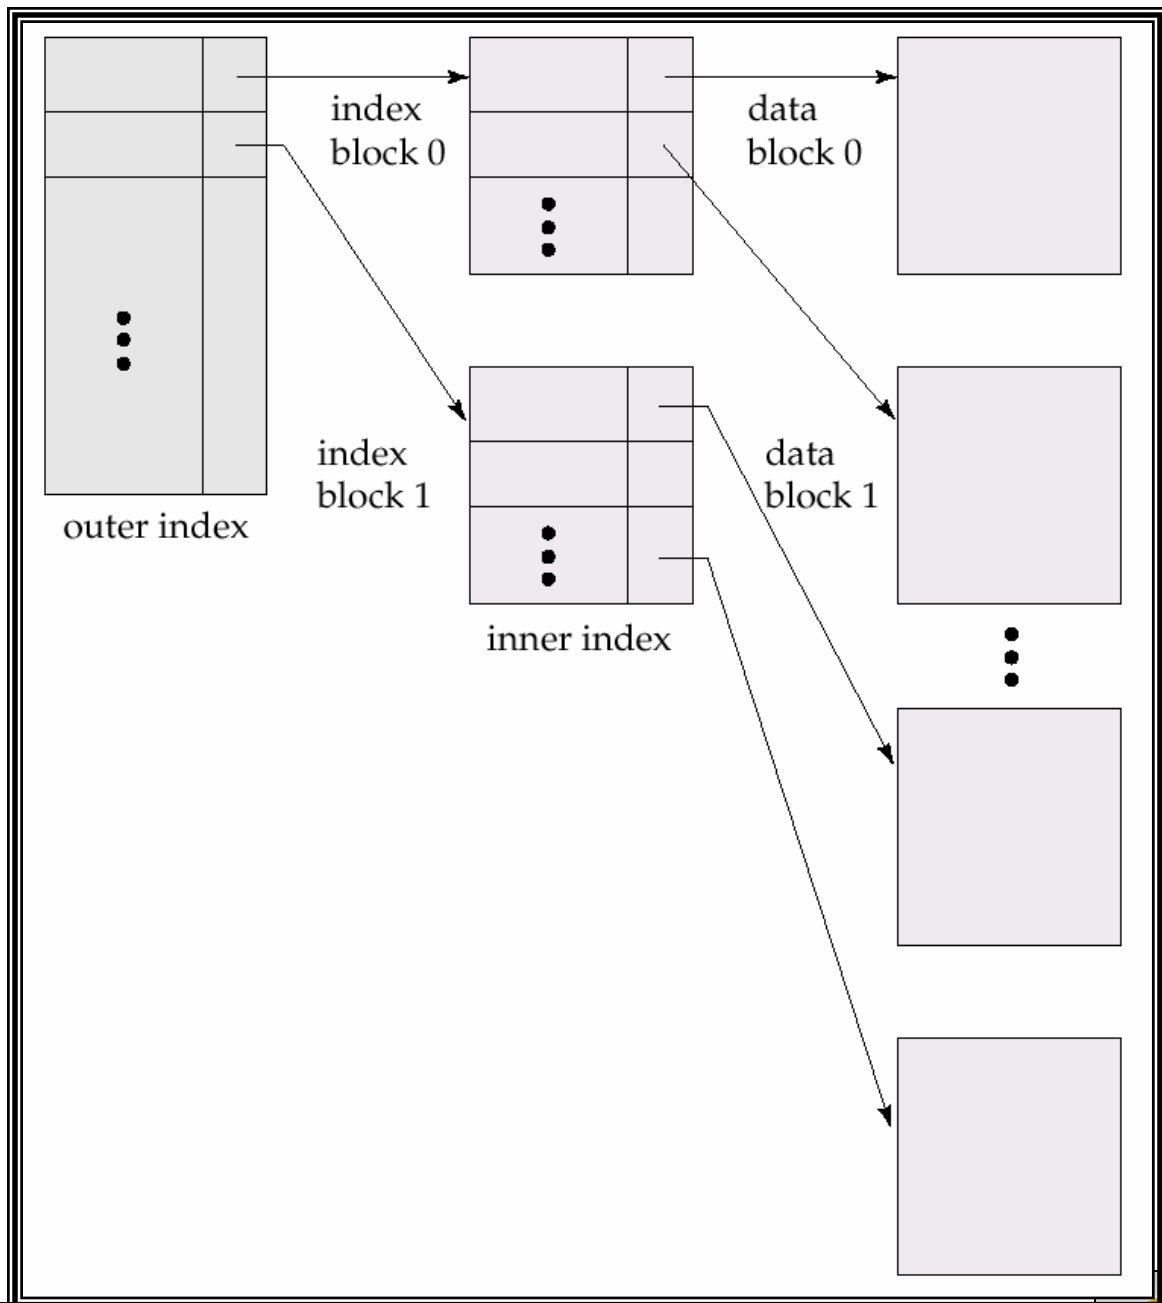 index
block 0
data
block 0
index
block 1
data
block 1
outer index
inner index